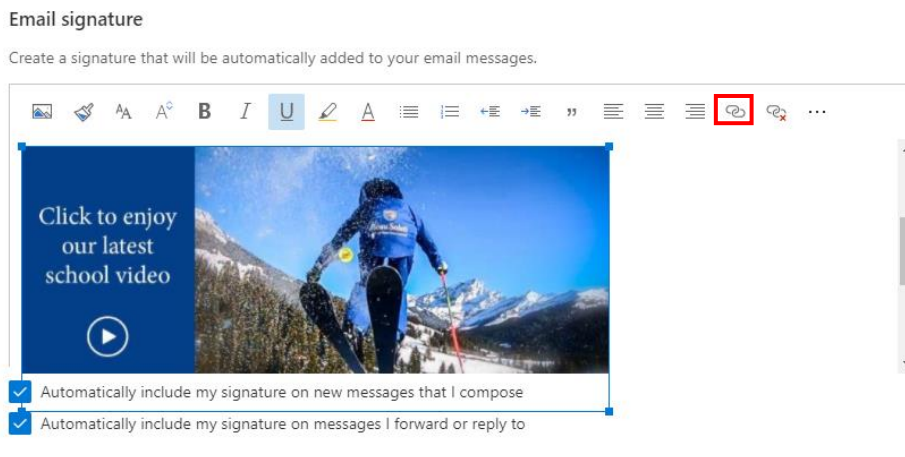 Email signature
Create a signature that will be automatically added to your email messages.
Click to enjoy
our latest
school video
Automatically include my signature on new messages that I compose
Automatically include my signature on messages I forward or reply to